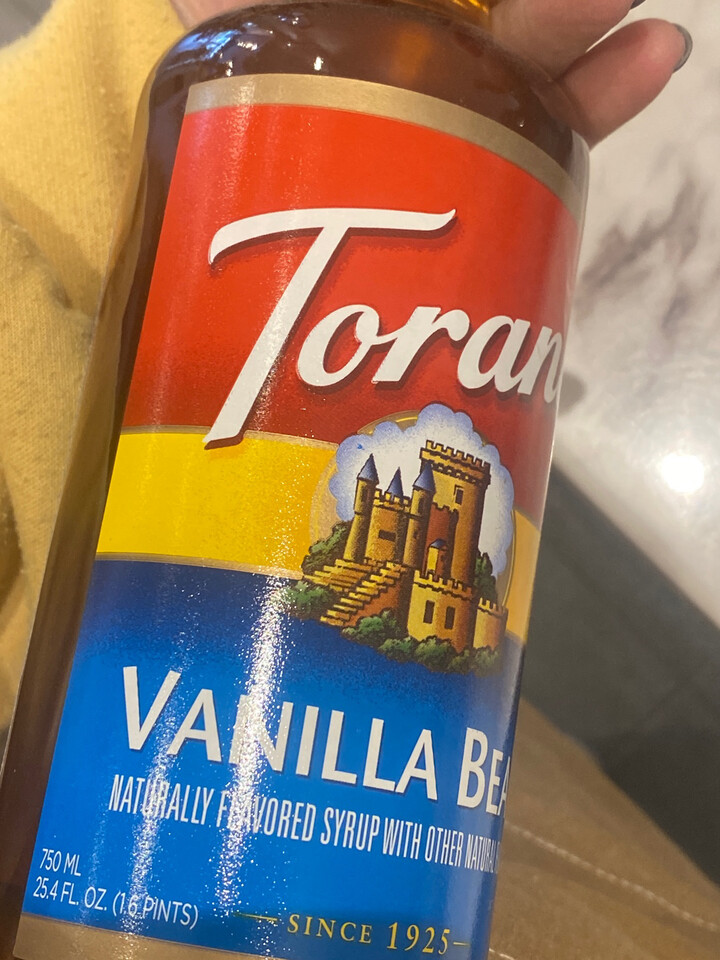 Toran
VANILLA BEA
NATURALLY FLAVORED SYRUP WITH OTHER NATURAL
750 ML
25.4 FL. OZ. (1.6 PINTS)
SINCE 1925